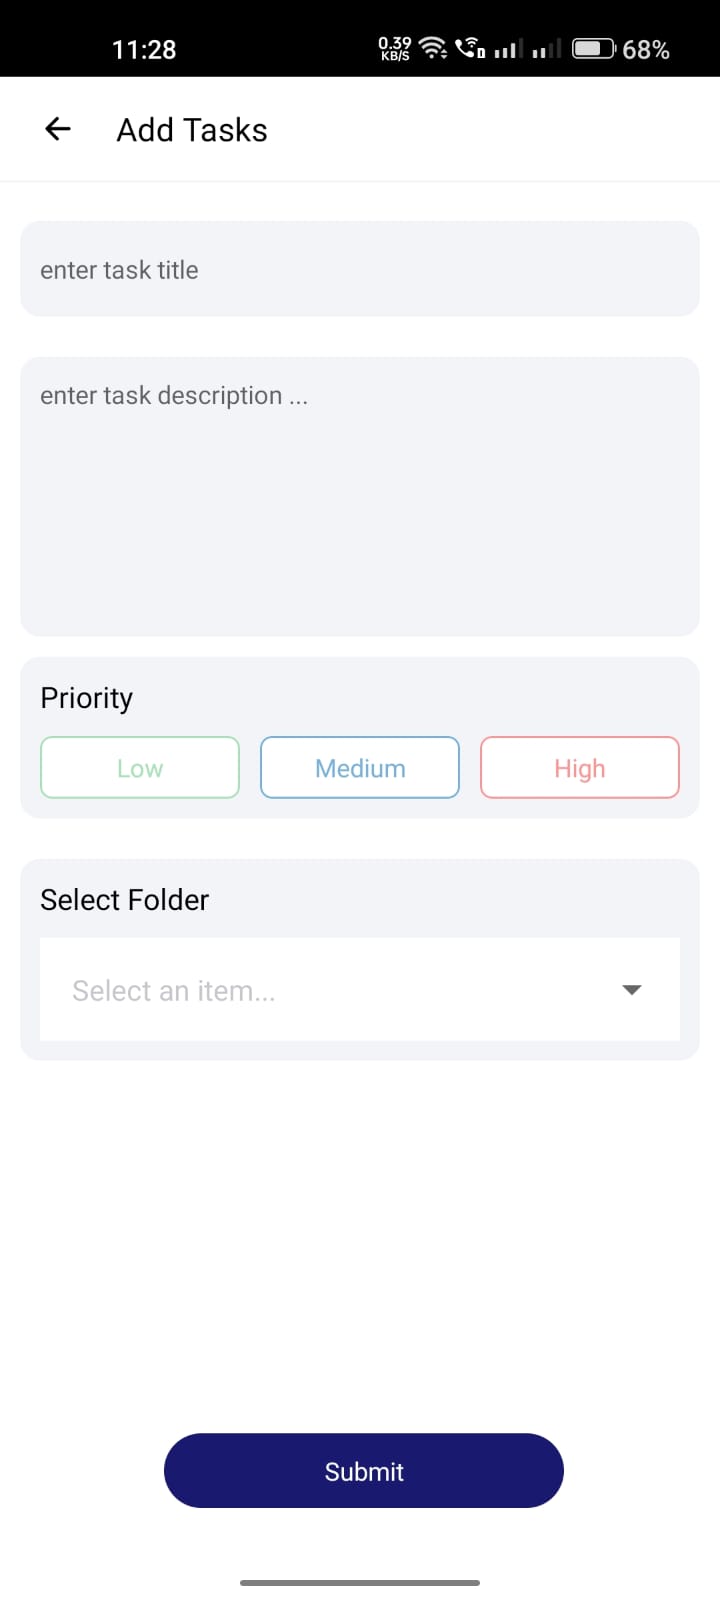 11:28
0.39
KB/S
D
68%
Add Tasks
enter task title
enter task description ...
Priority
Low Medium High
Select Folder
Select an item...
Submit